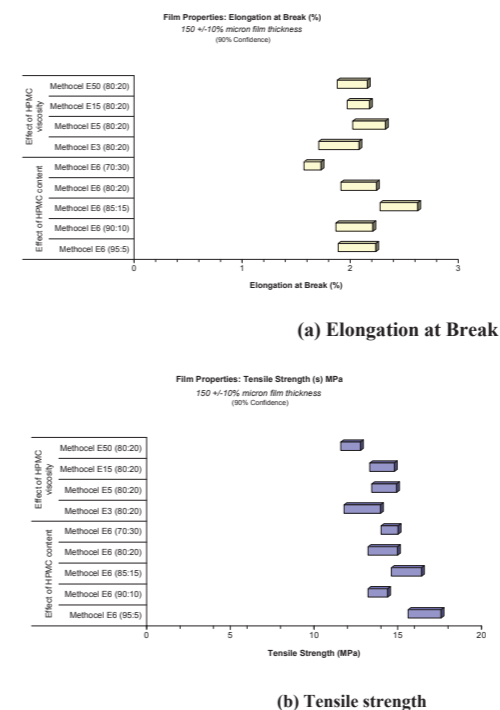 Film Properties: Elongation at Break (%)
150 +/-10% micron film thickness
(90% Confidence)
Effect of HPMC
viscosity
Methocel E50 (80:20)
Methocel E15 (80:20)
Methocel E5 (80:20)
Methocel E3 (80:20)
Effect of HPMC content
Methocel E6 (70:30)
Methocel E6 (80:20)
Methocel E6 (85:15)
Methocel E6 (90:10)
Methocel E6 (95:5)
0 1 2 3
Elongation at Break (%)
(a) Elongation at Break
Film Properties: Tensile Strength (s) MPa
150 +/-10% micron film thickness
(90% Confidence)
Effect of HPMC
viscosity
Methocel E50 (80:20)
Methocel E15 (80:20)
Methocel E5 (80:20)
Methocel E3 (80:20)
Effect of HPMC content
Methocel E6 (70:30)
Methocel E6 (80:20)
Methocel E6 (85:15)
Methocel E6 (90:10)
Methocel E6 (95:5)
0 5 10 15 20
Tensile Strength (MPa)
(b) Tensile strength